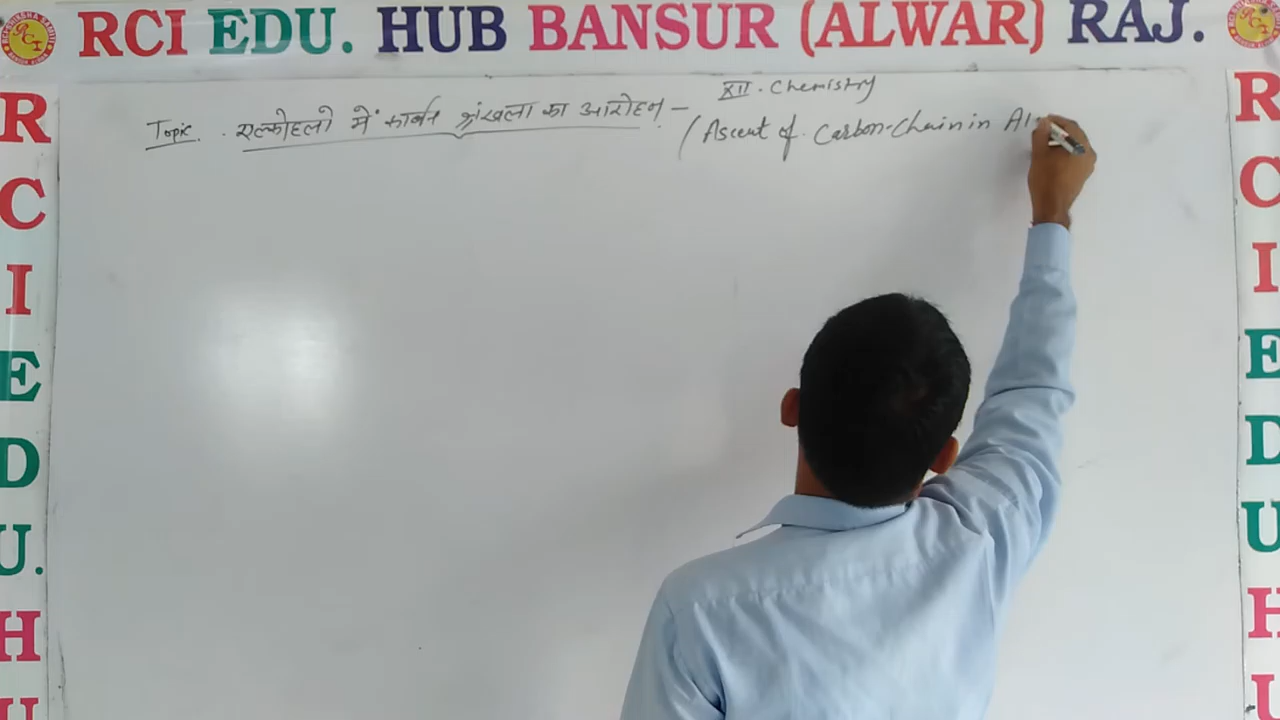 RCI EDU. HUB BANSUR (ALWAR) RAJ.
XII. Chemistry
Topic. एल्कोहलो में कार्बन श्रंखला का आरोहन –
(Ascent of Carbon-Chain in Al
R
C
I
E
D
U.
H
U
R
C
I
E
D
U
H
U